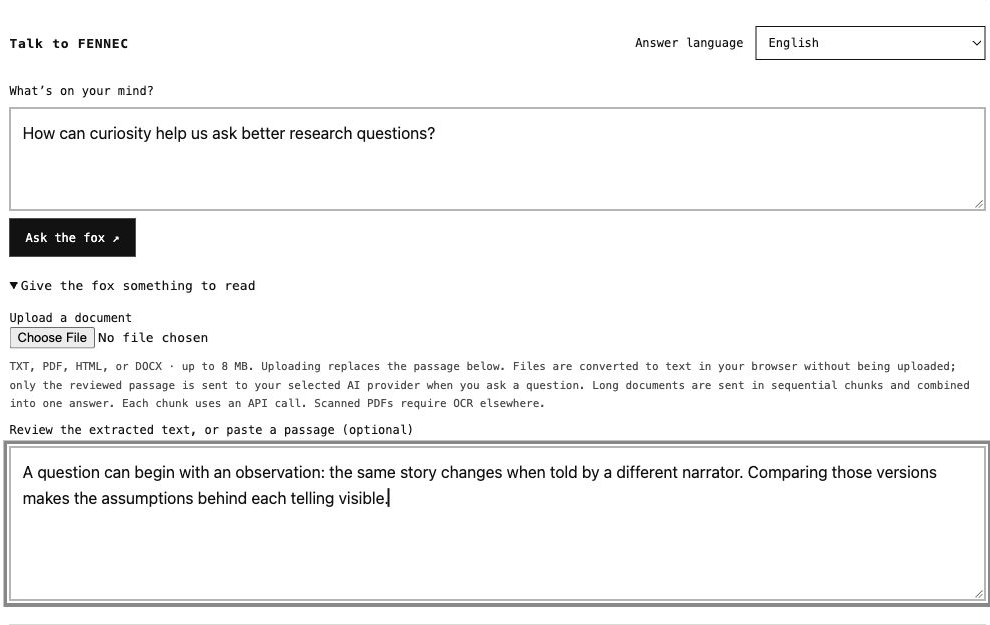 Talk to FENNEC
Answer language
English
What’s on your mind?
How can curiosity help us ask better research questions?
Ask the fox ↗
▼Give the fox something to read
Upload a document
Choose File No file chosen
TXT, PDF, HTML, or DOCX · up to 8 MB. Uploading replaces the passage below. Files are converted to text in your browser without being uploaded;
only the reviewed passage is sent to your selected AI provider when you ask a question. Long documents are sent in sequential chunks and combined
into one answer. Each chunk uses an API call. Scanned PDFs require OCR elsewhere.
Review the extracted text, or paste a passage (optional)
A question can begin with an observation: the same story changes when told by a different narrator. Comparing those versions
makes the assumptions behind each telling visible.